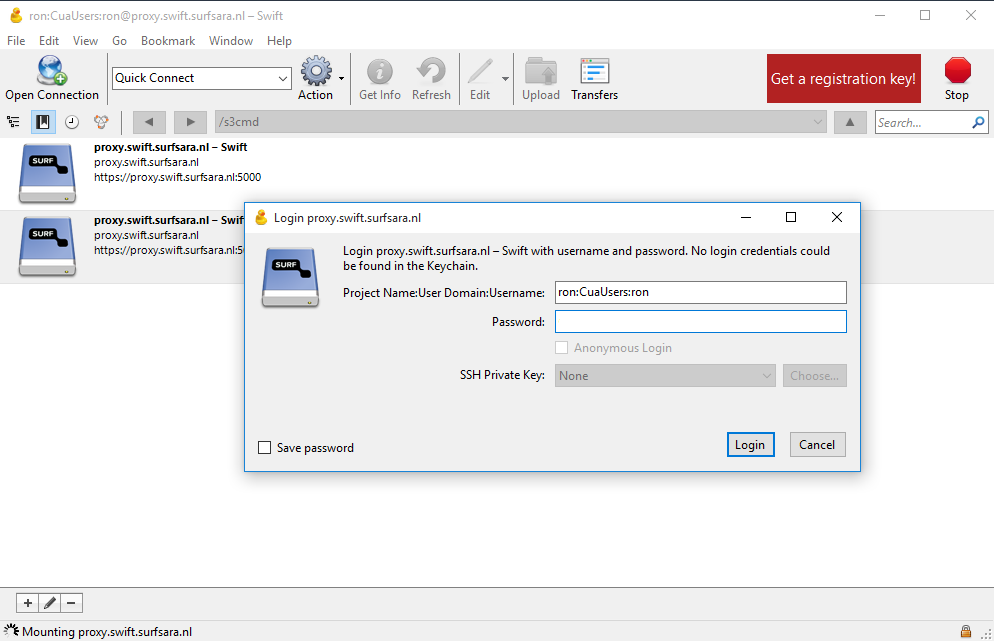 ron:CuaUsers:ron@proxy.swift.surfsara.nl – Swift
File Edit View Go Bookmark Window Help
Open Connection
Quick Connect
Action
Get Info
Refresh
Edit
Upload
Transfers
Get a registration key!
Stop
/s3cmd
Search...
SURF
proxy.swift.surfsara.nl – Swift
proxy.swift.surfsara.nl
https://proxy.swift.surfsara.nl:5000
SURF
proxy.swift.surfsara.nl – Swif
proxy.swift.surfsara.nl
https://proxy.swift.surfsara.nl:5
Login proxy.swift.surfsara.nl
SURF
Login proxy.swift.surfsara.nl – Swift with username and password. No login credentials could
be found in the Keychain.
Project Name:User Domain:Username: ron:CuaUsers:ron
Password:
Anonymous Login
SSH Private Key: None Choose...
Save password
Login Cancel
Mounting proxy.swift.surfsara.nl